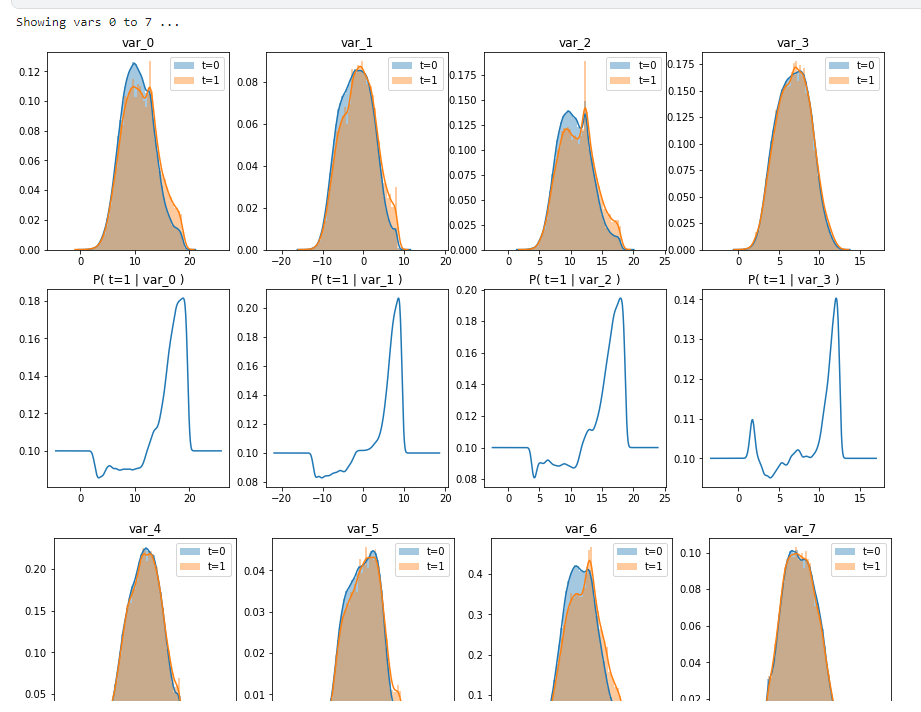 Showing vars 0 to 7 ...
var_0 var_1 var_2 var_3
t=0 t=0 t=0 t=0
t=1 t=1 t=1 t=1
0.12 0.10 0.08 0.06 0.04 0.02 0.00
0.08 0.06 0.04 0.02 0.00
0.175 0.150 0.125 0.100 0.075 0.050 0.025 0.000
0.175 0.150 0.125 0.100 0.075 0.050 0.025 0.000
0 10 20 −20 −10 0 10 20 0 5 10 15 20 25 0 5 10 15
P( t=1 | var_0 ) P( t=1 | var_1 ) P( t=1 | var_2 ) P( t=1 | var_3 )
0.18 0.16 0.14 0.12 0.10
0.20 0.18 0.16 0.14 0.12 0.10 0.08
0.20 0.18 0.16 0.14 0.12 0.10 0.08
0.14 0.13 0.12 0.11 0.10
0 10 20 −20 −10 0 10 20 0 5 10 15 20 25 0 5 10 15
var_4 var_5 var_6 var_7
t=0 t=0 t=0 t=0
t=1 t=1 t=1 t=1
0.20 0.15 0.10 0.05
0.04 0.03 0.02 0.01
0.4 0.3 0.2 0.1
0.10 0.08 0.06 0.04 0.02